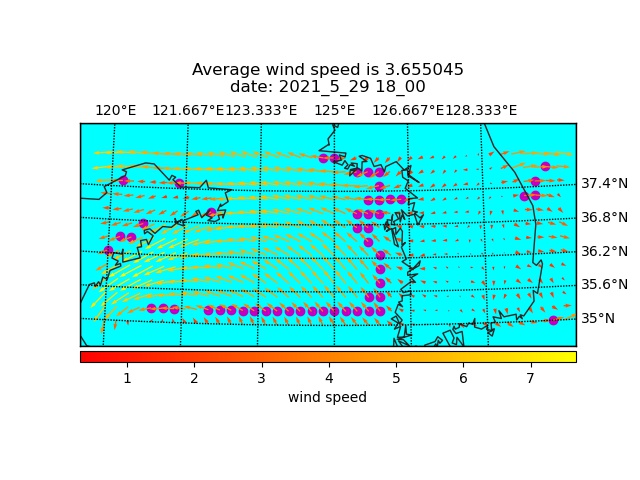 Average wind speed is 3.655045
date: 2021_5_29 18_00
120°E 121.667°E 123.333°E 125°E 126.667°E 128.333°E
37.4°N
36.8°N
36.2°N
35.6°N
35°N
1 2 3 4 5 6 7
wind speed